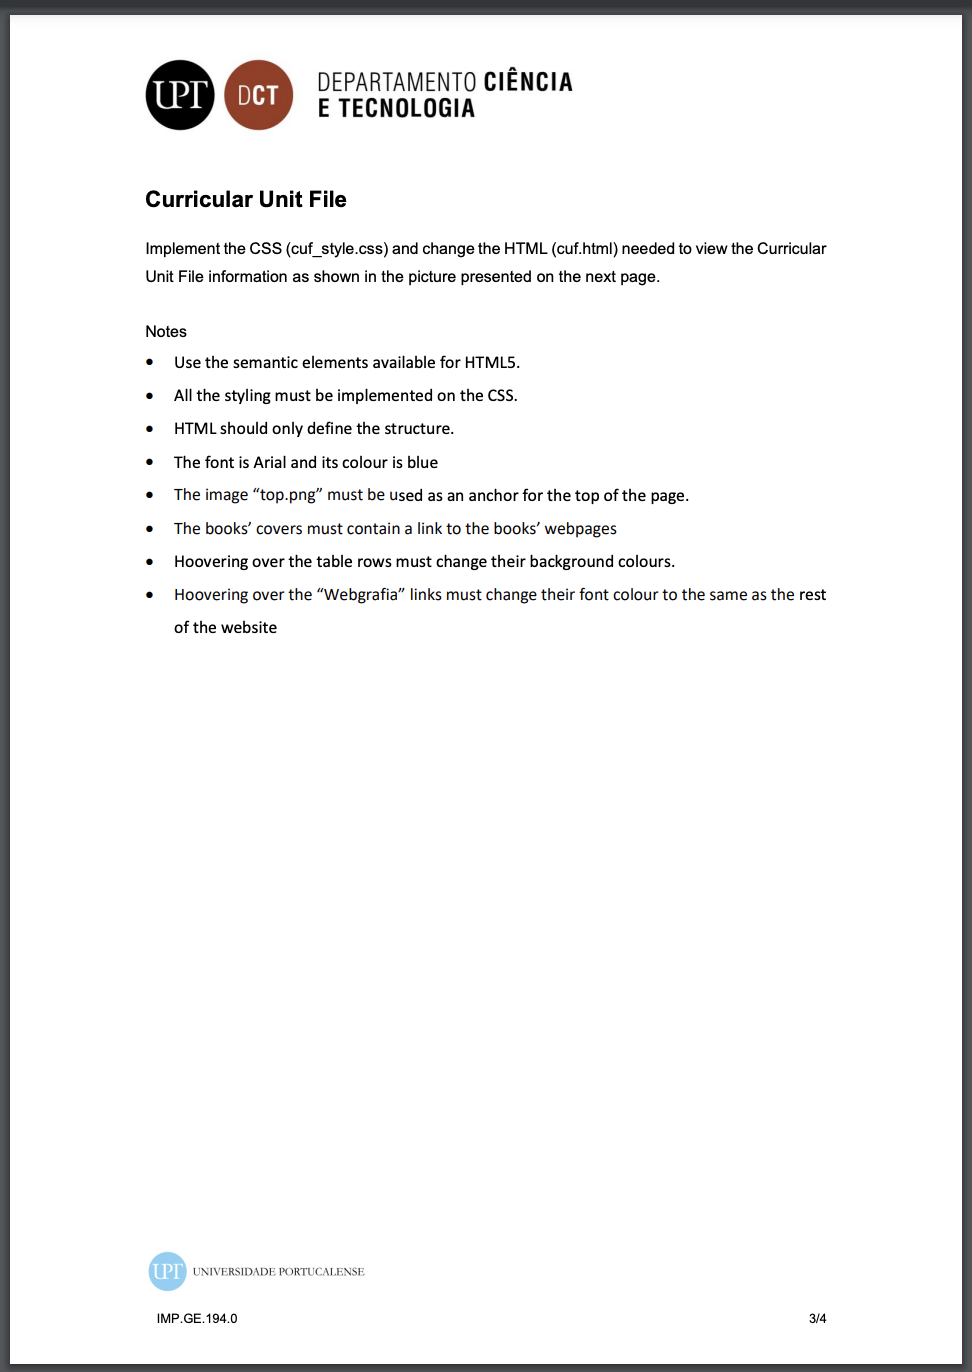 UPT DCT DEPARTAMENTO CIÊNCIA
E TECNOLOGIA
Curricular Unit File
Implement the CSS (cuf_style.css) and change the HTML (cuf.html) needed to view the Curricular
Unit File information as shown in the picture presented on the next page.
Notes
• Use the semantic elements available for HTML5.
• All the styling must be implemented on the CSS.
• HTML should only define the structure.
• The font is Arial and its colour is blue
• The image “top.png” must be used as an anchor for the top of the page.
• The books’ covers must contain a link to the books’ webpages
• Hoovering over the table rows must change their background colours.
• Hoovering over the “Webgrafia” links must change their font colour to the same as the rest
of the website
UPT UNIVERSIDADE PORTUCALENSE
IMP.GE.194.0 3/4